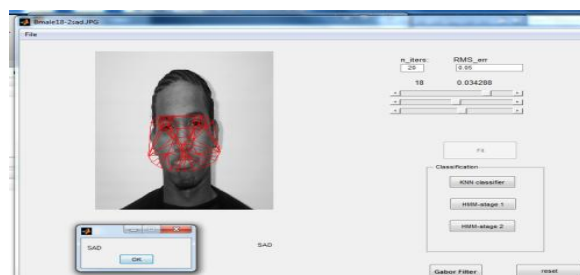 8male18-2sad.JPG
File
n_iters: RMS_err
20 0.05
18 0.034288
Fit
Classification
KNN classifier
HMM-stage 1
HMM-stage 2
SAD
SAD
OK
Gabor Filter reset